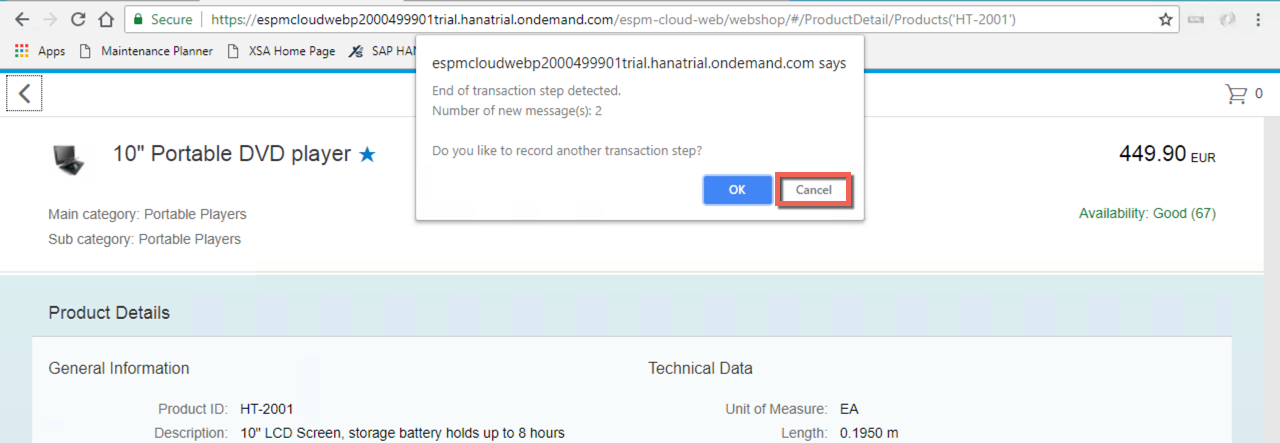 Secure https://espmcloudwebp2000499901trial.hanatrial.ondemand.com/espm-cloud-web/webshop/#/ProductDetail/Products('HT-2001')
Apps Maintenance Planner XSA Home Page SAP HAN
espmcloudwebp2000499901trial.hanatrial.ondemand.com says
End of transaction step detected.
Number of new message(s): 2
Do you like to record another transaction step?
OK Cancel
0
10" Portable DVD player
449.90 EUR
Main category: Portable Players
Availability: Good (67)
Sub category: Portable Players
Product Details
General Information
Technical Data
Product ID: HT-2001
Unit of Measure: EA
Description: 10" LCD Screen, storage battery holds up to 8 hours
Length: 0.1950 m